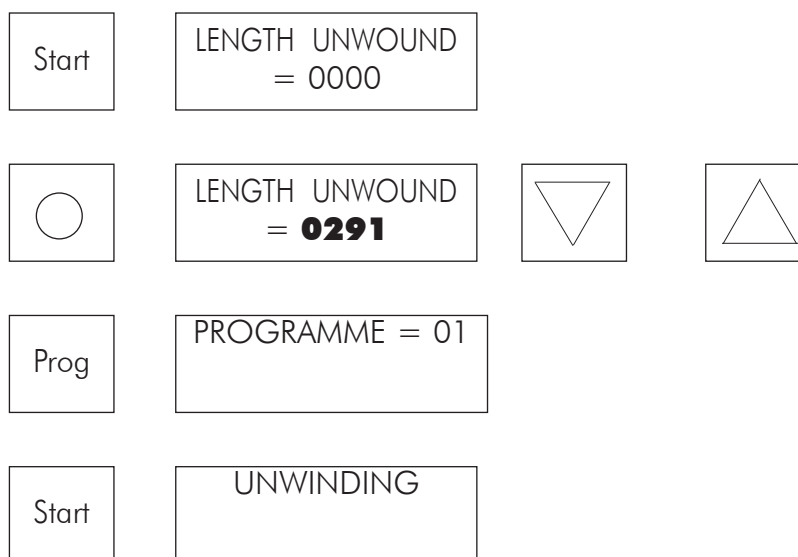 Start
LENGTH UNWOUND
= 0000
LENGTH UNWOUND
= 0291
Prog
PROGRAMME = 01
Start
UNWINDING